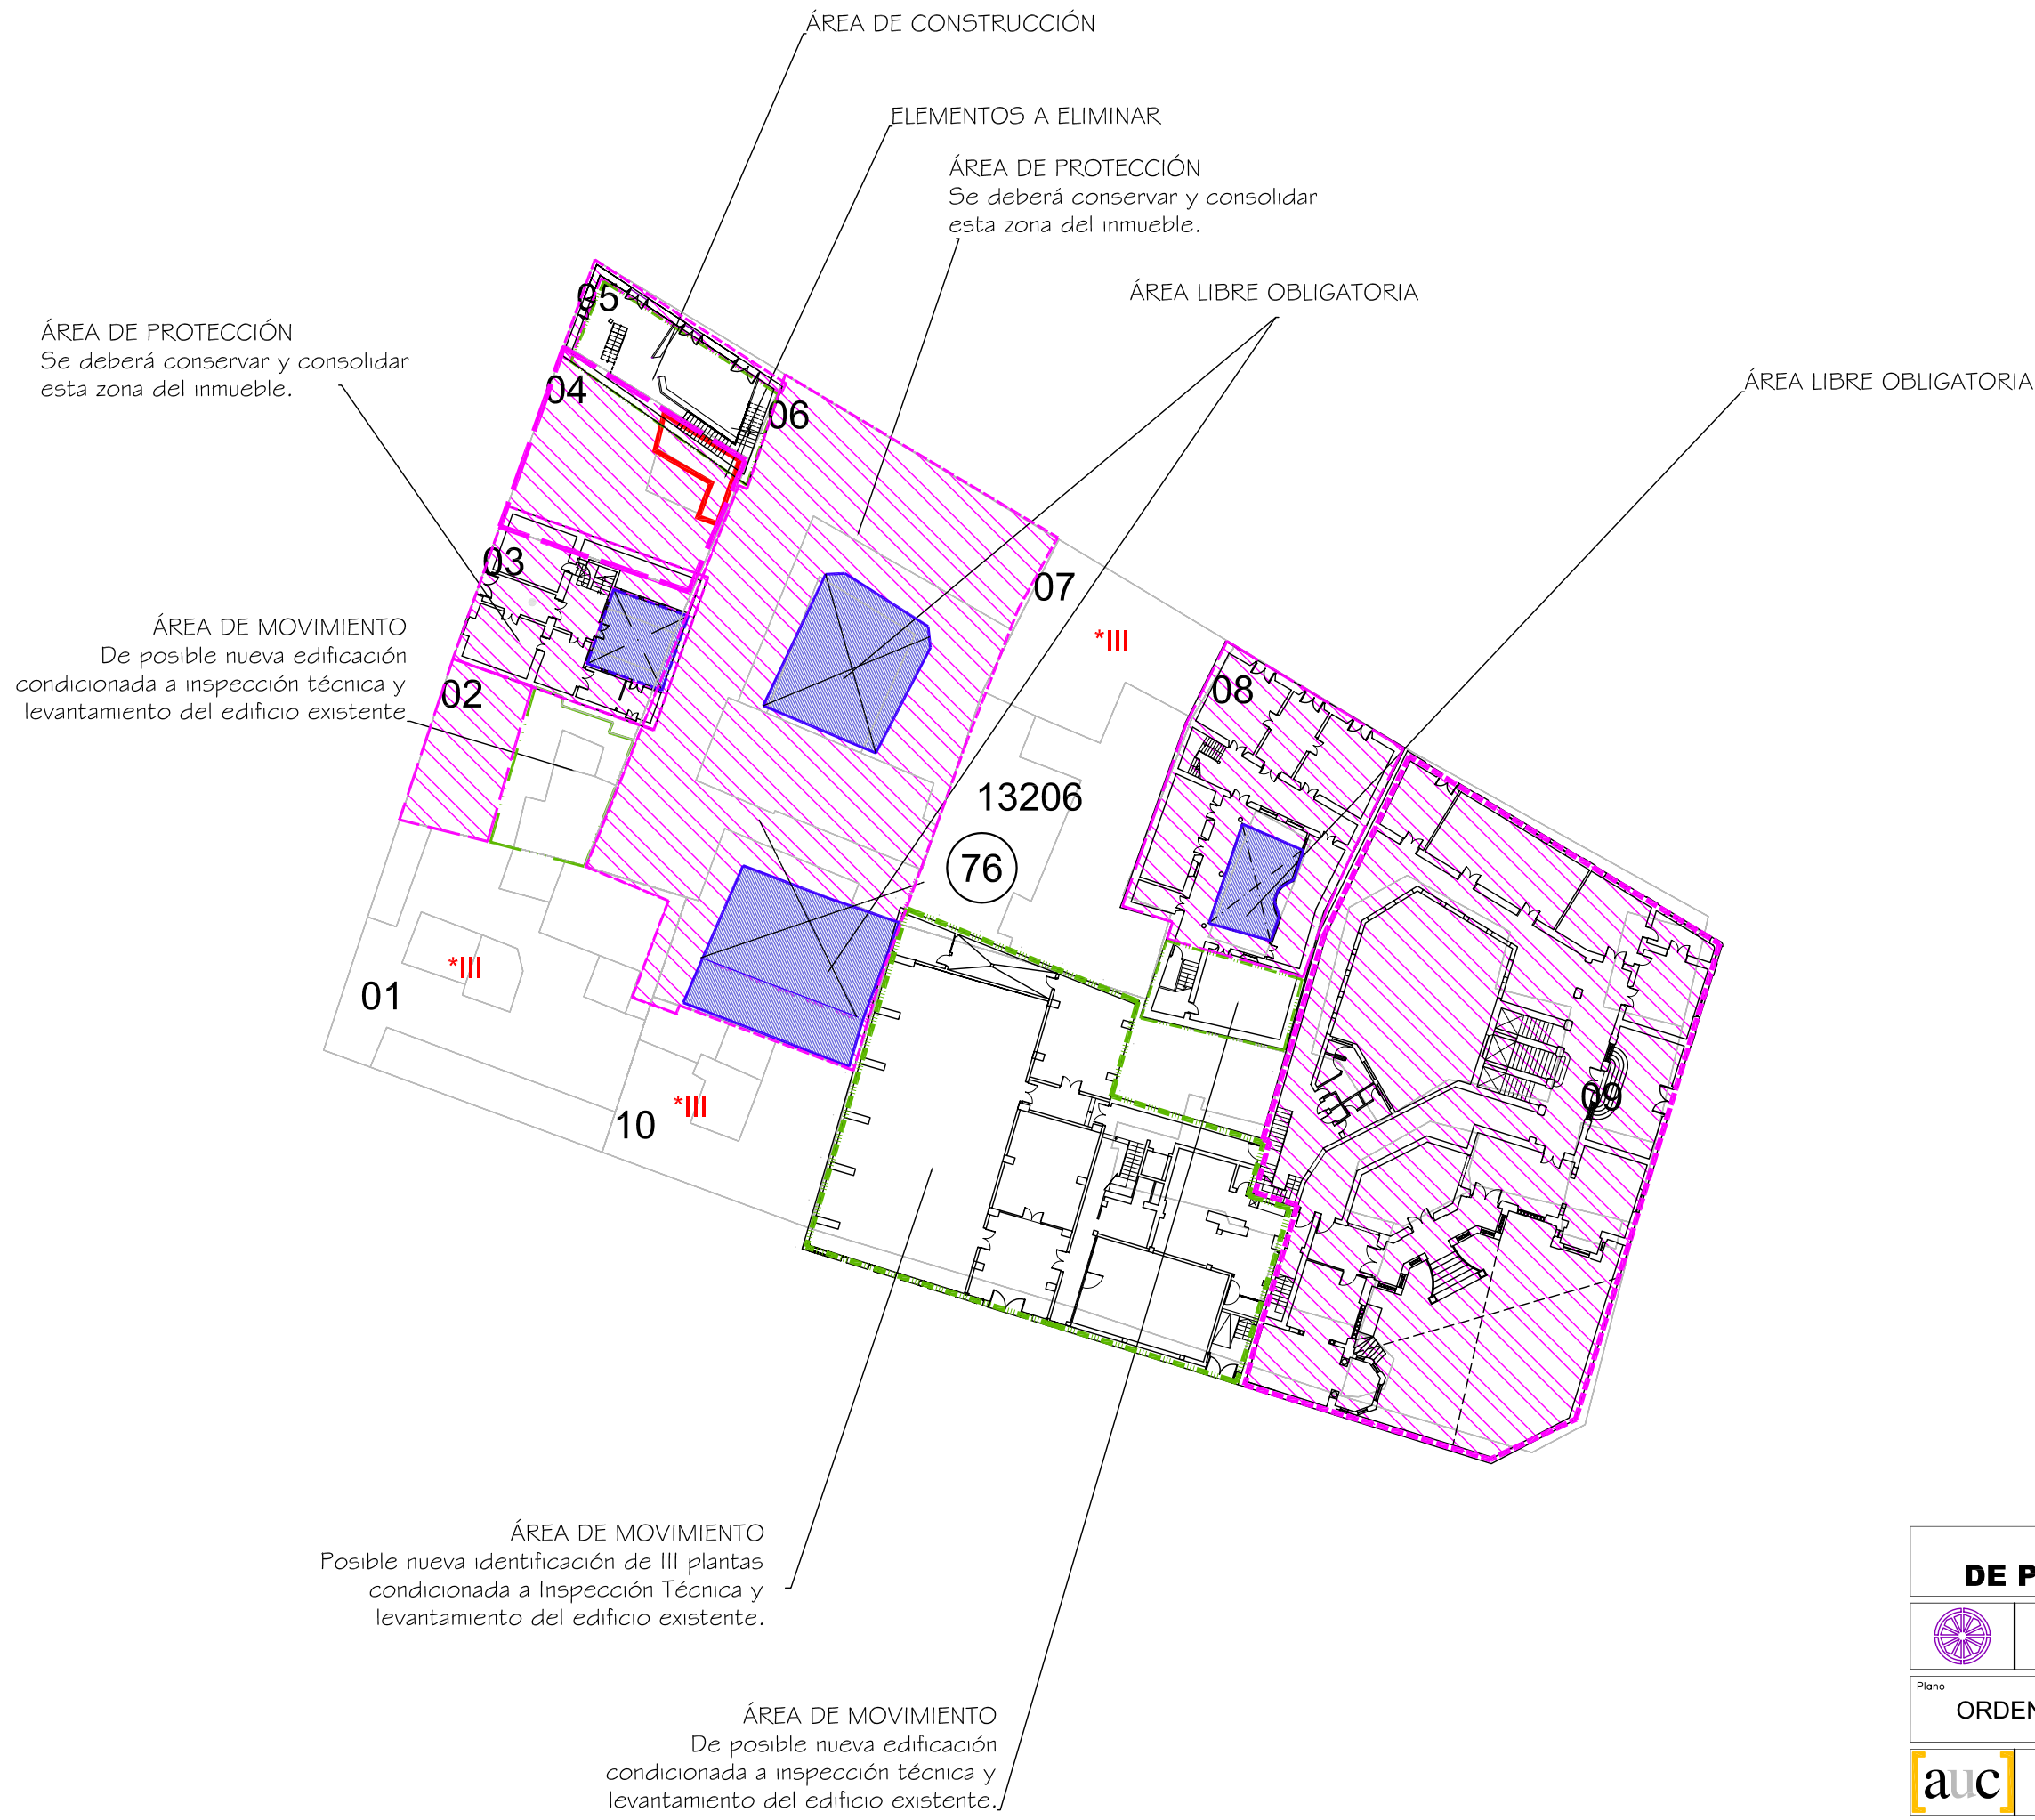 ÁREA DE CONSTRUCCIÓN
ELEMENTOS A ELIMINAR
ÁREA DE PROTECCIÓN
Se deberá conservar y consolidar
esta zona del inmueble.
ÁREA LIBRE OBLIGATORIA
ÁREA DE PROTECCIÓN
Se deberá conservar y consolidar
esta zona del inmueble.
ÁREA LIBRE OBLIGATORIA
05
04
06
03
07
ÁREA DE MOVIMIENTO
De posible nueva edificación
condicionada a inspección técnica y
levantamiento del edificio existente
*III
02
08
13206
76
*III
01
*III
10
09
ÁREA DE MOVIMIENTO
Posible nueva identificación de III plantas
condicionada a Inspección Técnica y
levantamiento del edificio existente.
ÁREA DE MOVIMIENTO
De posible nueva edificación
condicionada a inspección técnica y
levantamiento del edificio existente.
DE P
Plano
ORDEN
[auc]